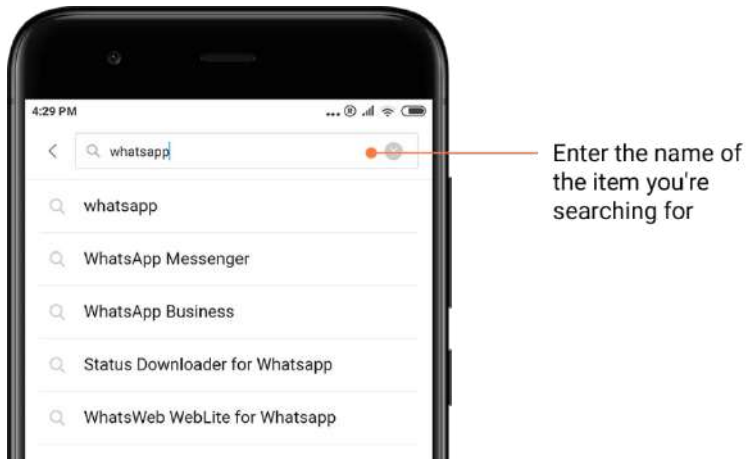 4:29 PM
whatsapp
whatsapp
WhatsApp Messenger
WhatsApp Business
Status Downloader for Whatsapp
WhatsWeb WebLite for Whatsapp
Enter the name of
the item you're
searching for